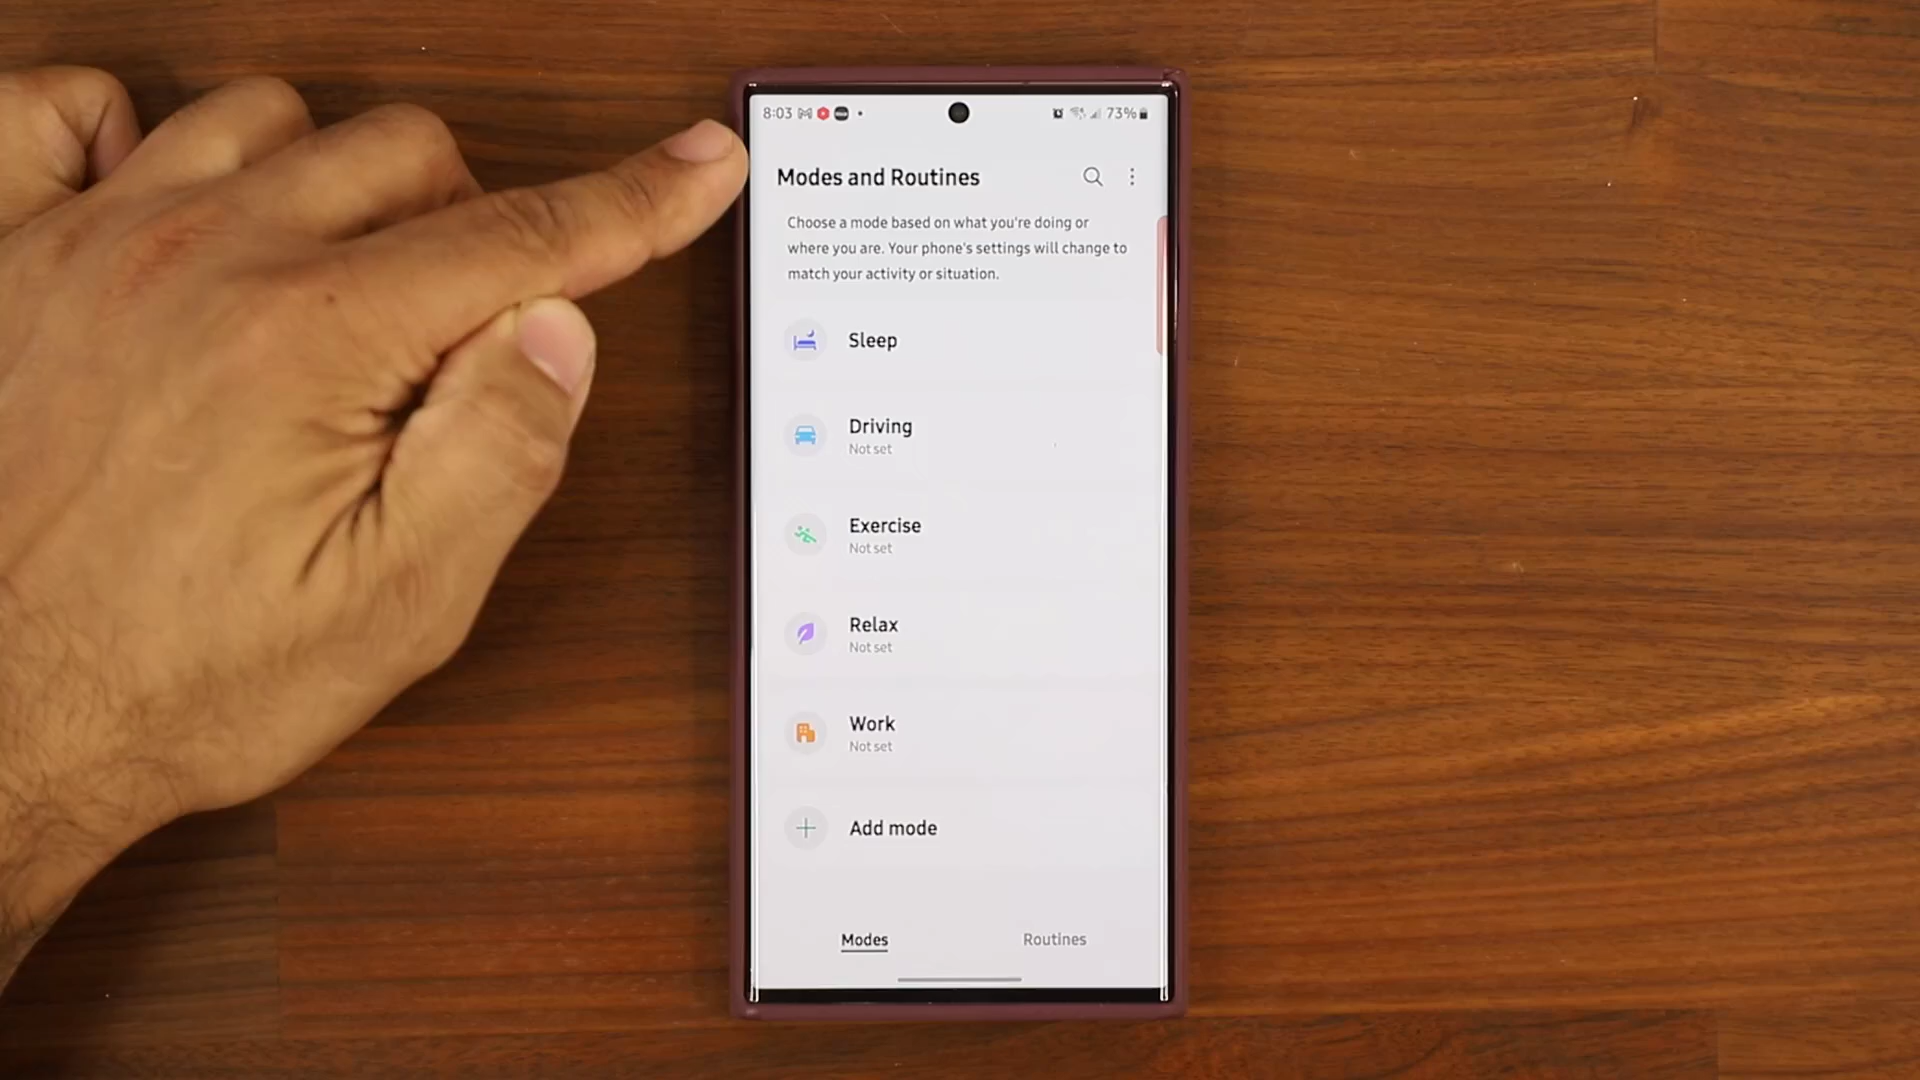 8:03
73%
Modes and Routines
Choose a mode based on what you're doing or
where you are. Your phone's settings will change to
match your activity or situation.
Sleep
Driving
Not set
Exercise
Not set
Relax
Not set
Work
Not set
Add mode
Modes
Routines